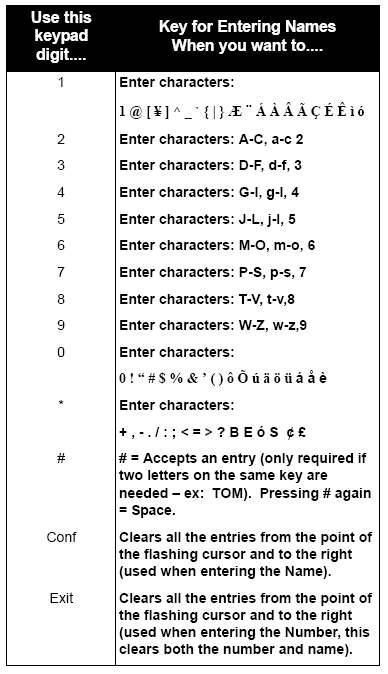 Use this keypad digit....
Key for Entering Names
When you want to....
1
Enter characters:
1 @ [ ¥ ] ^ _ ` { | } Æ ¨ Á À Â Ã Ç É Ê ì ó
2
Enter characters: A-C, a-c 2
3
Enter characters: D-F, d-f, 3
4
Enter characters: G-I, g-I, 4
5
Enter characters: J-L, j-l, 5
6
Enter characters: M-O, m-o, 6
7
Enter characters: P-S, p-s, 7
8
Enter characters: T-V, t-v,8
9
Enter characters: W-Z, w-z,9
0
Enter characters:
0 ! “ # $ % & ’ ( ) ô Õ ú ä ö ü á å è
*
Enter characters:
+ , - . / : ; < = > ? B E ó S ¢ £
#
# = Accepts an entry (only required if
two letters on the same key are
needed – ex: TOM). Pressing # again
= Space.
Conf
Clears all the entries from the point of
the flashing cursor and to the right
(used when entering the Name).
Exit
Clears all the entries from the point of
the flashing cursor and to the right
(used when entering the Number, this
clears both the number and name).